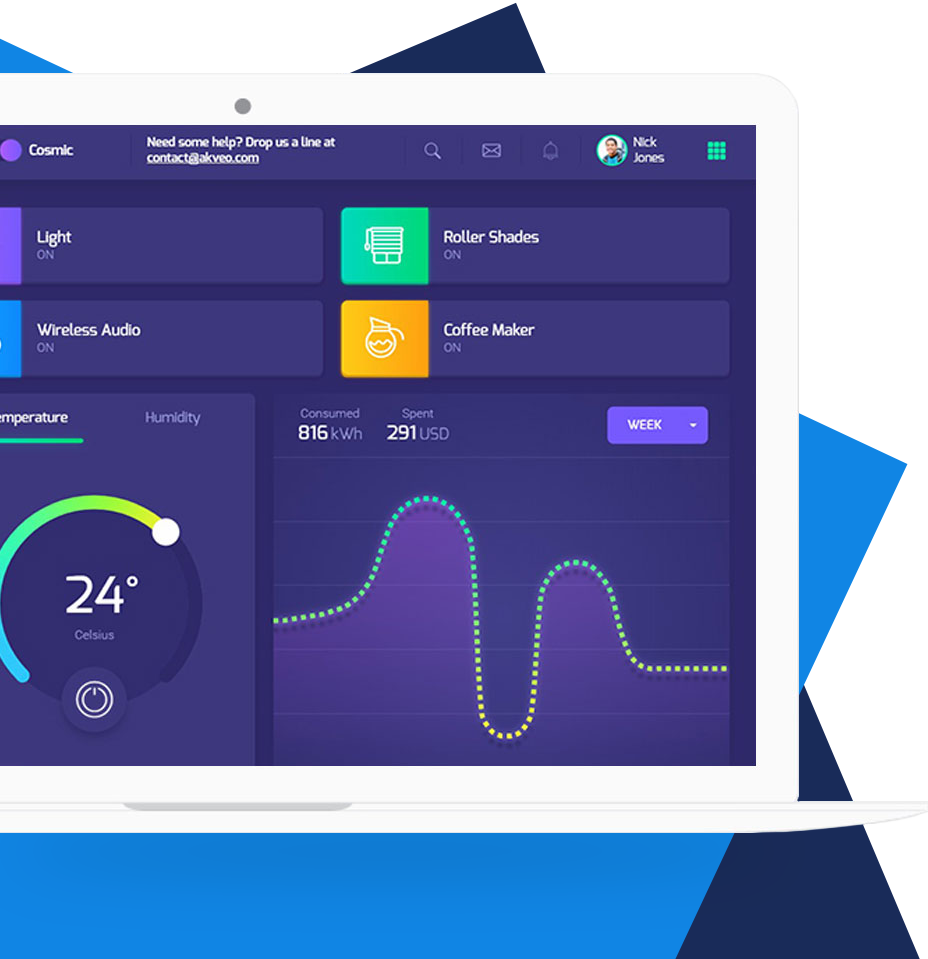 Cosmic
Need some help? Drop us a line at
contact@akveo.com
Nick
Jones
Light
ON
Roller Shades
ON
Wireless Audio
ON
Coffee Maker
ON
emperature
Humidity
Consumed
Spent
816 kWh
291 USD
WEEK
24°
Celsius